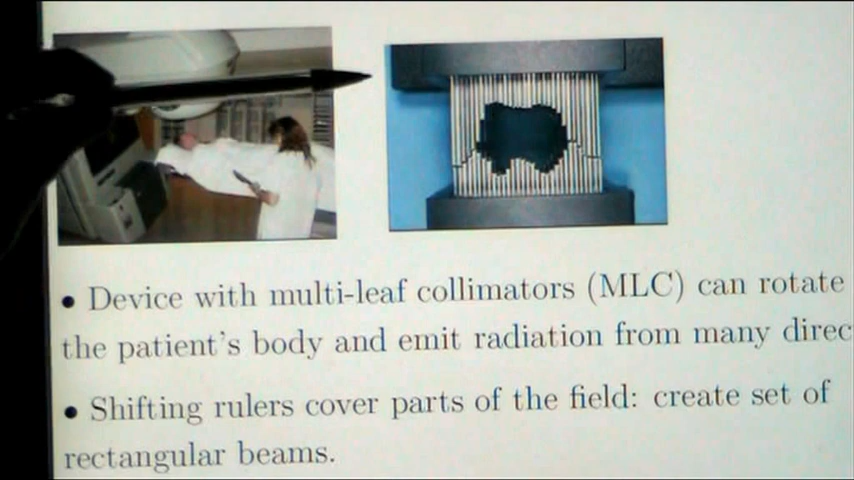 • Device with multi-leaf collimators (MLC) can rotate
the patient's body and emit radiation from many direc
• Shifting rulers cover parts of the field: create set of
rectangular beams.